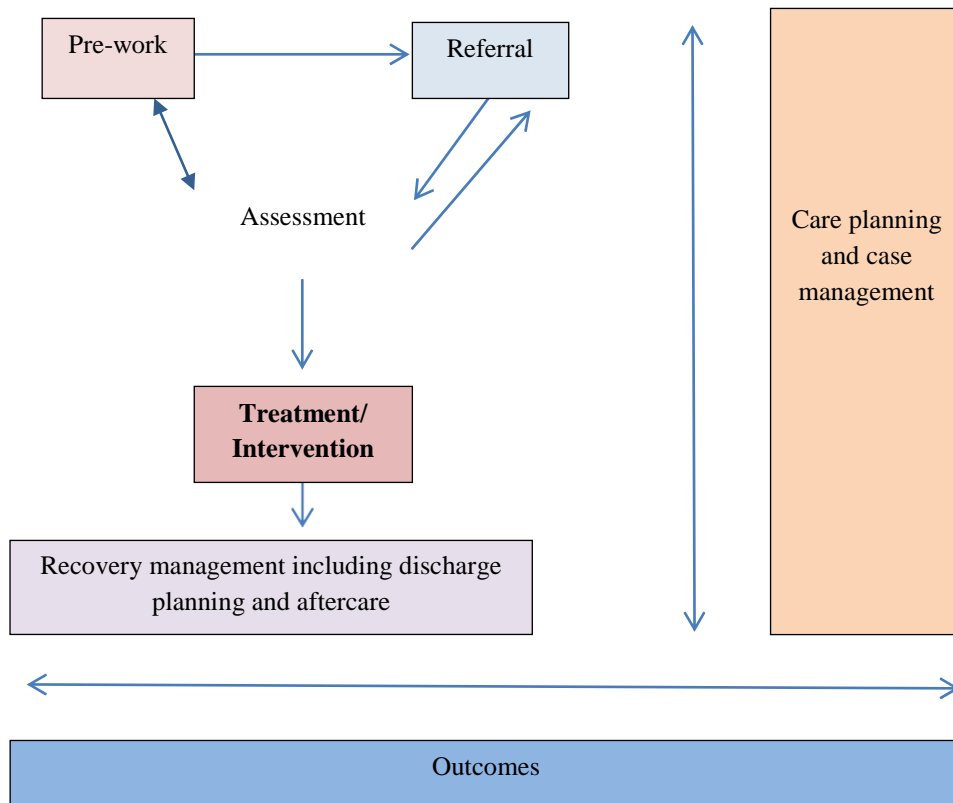 Pre-work
Referral
Assessment
Care planning
and case
management
Treatment/
Intervention
Recovery management including discharge
planning and aftercare
Outcomes